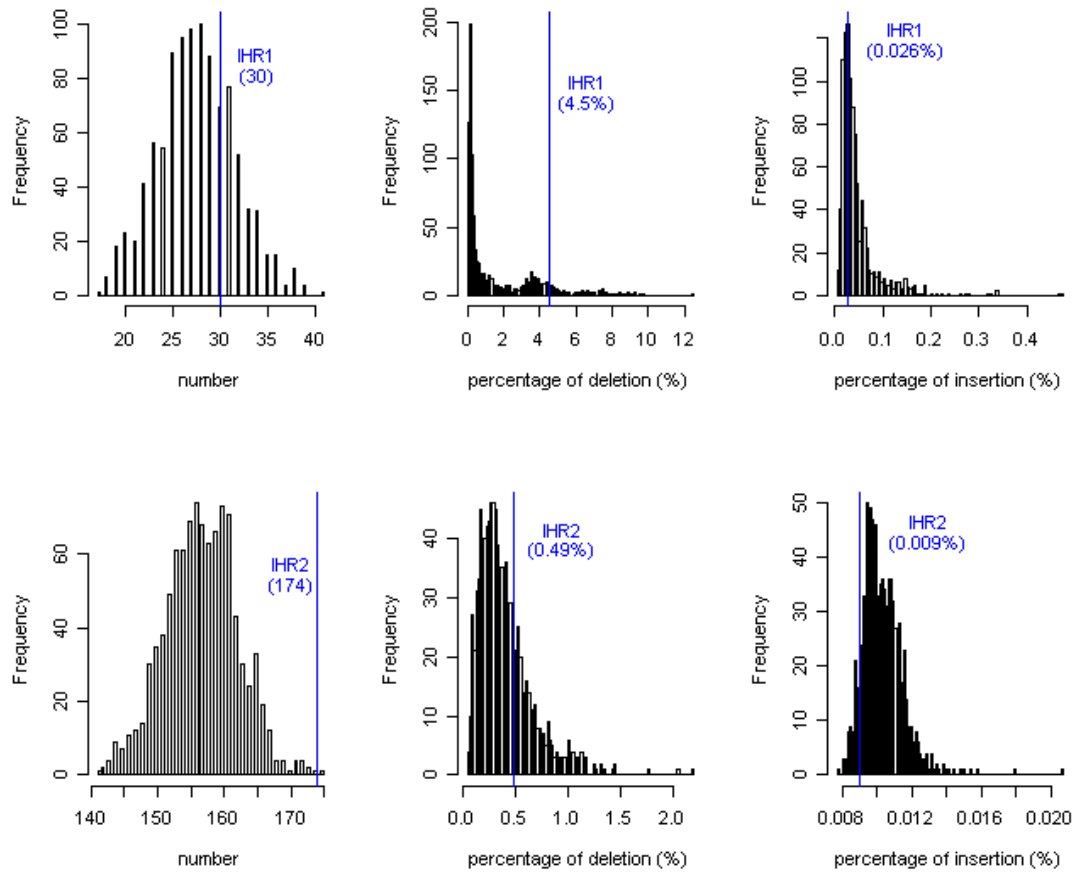 Frequency
0 20 40 60 80 100
IHR1
(30)
20 25 30 35 40
number
Frequency
0 50 100 150 200
IHR1
(4.5%)
0 2 4 6 8 10 12
percentage of deletion (%)
Frequency
0 20 40 60 80 100
IHR1
(0.026%)
0.0 0.1 0.2 0.3 0.4
percentage of insertion (%)
Frequency
0 20 40 60
IHR2
(174)
140 150 160 170
number
Frequency
0 10 20 30 40
IHR2
(0.49%)
0.0 0.5 1.0 1.5 2.0
percentage of deletion (%)
Frequency
0 10 20 30 40 50
IHR2
(0.009%)
0.008 0.012 0.016 0.020
percentage of insertion (%)